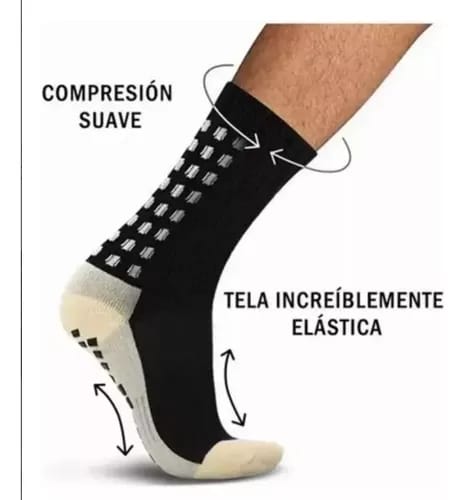 COMPRESIÓN
SUAVE
TELA INCREÍBLEMENTE
ELÁSTICA